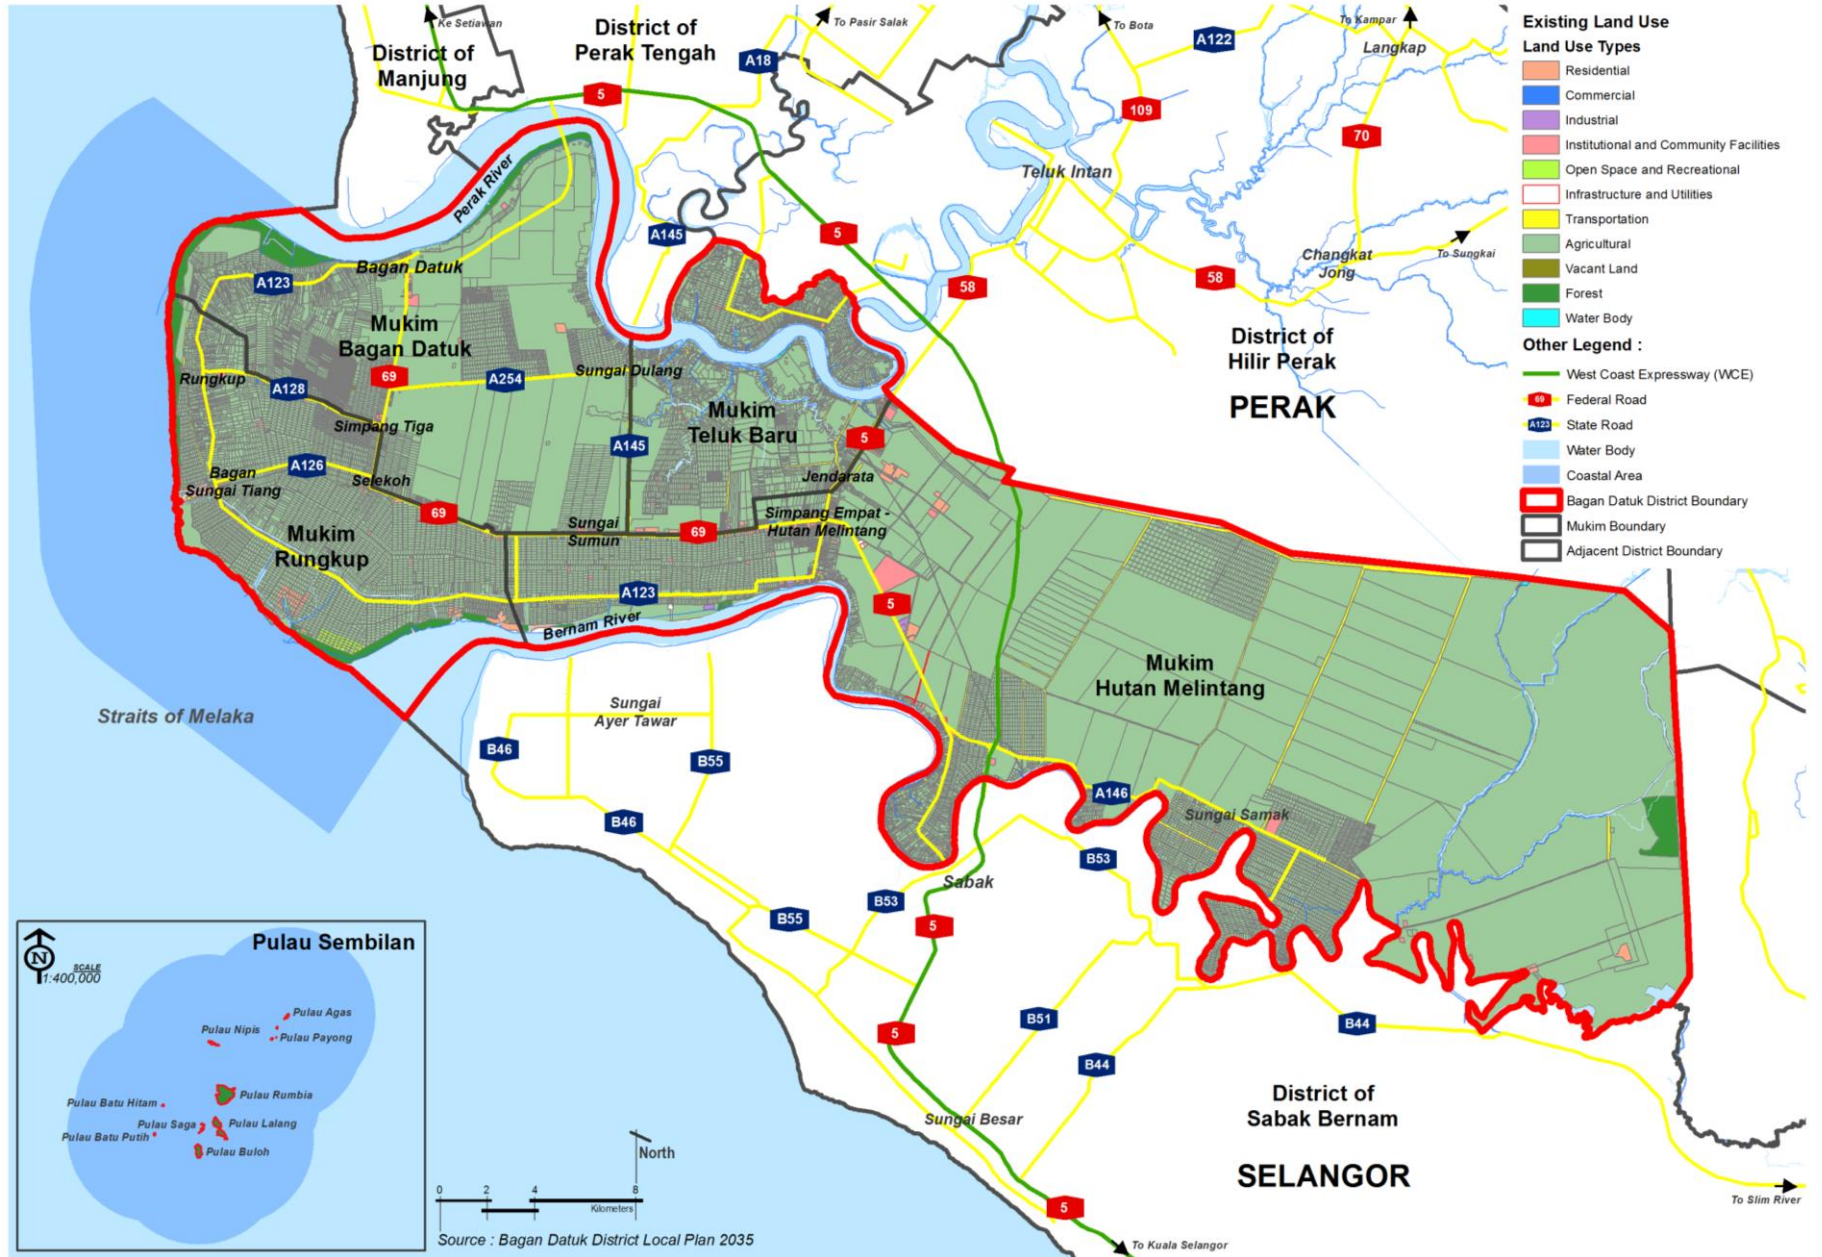 Ke Setiawan
District of
Manjung
District of
Perak Tengah
To Pasir Salak
A18
To Bota
A122
To Kampar
Langkap
5
109
70
Perak River
Teluk Intan
A145
5
58
58
Changkat
Jong
To Sungkai
Bagan Datuk
A123
Mukim
Bagan Datuk
District of
Hilir Perak
PERAK
Rungkup
A128
69
A254
Sungai Dulang
Mukim
Teluk Baru
Simpang Tiga
A145
5
Bagan
Sungai Tiang
A126
Selekoh
Jendarata
69
Sungai
Sumun
69
Simpang Empat -
Hutan Melintang
Mukim
Rungkup
A123
5
Bernam River
Mukim
Hutan Melintang
Straits of Melaka
Sungai
Ayer Tawar
B46
B55
B46
A146
Sungai Samak
B53
Sabak
B53
B55
5
5
B51
B44
B44
Sungai Besar
District of
Sabak Bernam
SELANGOR
5
To Kuala Selangor
To Slim River
Existing Land Use
Land Use Types
Residential
Commercial
Industrial
Institutional and Community Facilities
Open Space and Recreational
Infrastructure and Utilities
Transportation
Agricultural
Vacant Land
Forest
Water Body
Other Legend :
West Coast Expressway (WCE)
69 Federal Road
A123 State Road
Water Body
Coastal Area
Bagan Datuk District Boundary
Mukim Boundary
Adjacent District Boundary
Pulau Sembilan
N
SCALE
1:400,000
Pulau Agas
Pulau Nipis
Pulau Payong
Pulau Rumbia
Pulau Batu Hitam
Pulau Saga
Pulau Lalang
Pulau Batu Putih
Pulau Buloh
North
0 2 4 8
Kilometers
Source : Bagan Datuk District Local Plan 2035